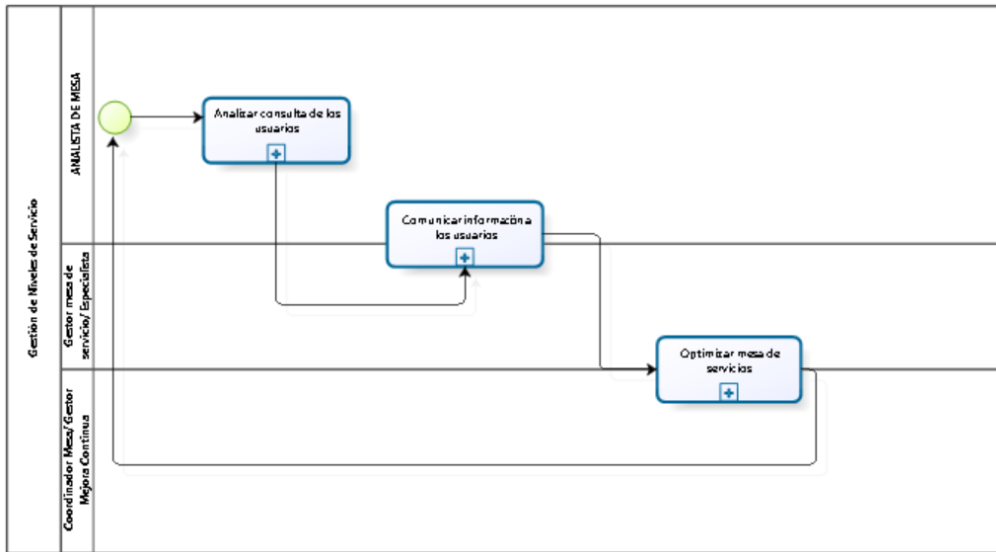 Gestión de Niveles de Servicio
ANALISTA DE MESA
Analizar consulta de los
usuarios
Comunicar información a
los usuarios
Gestor mesa de
servicio/ Especialista
Optimizar mesa de
servicios
Coordinador Mesa/ Gestor
Mejora Continua